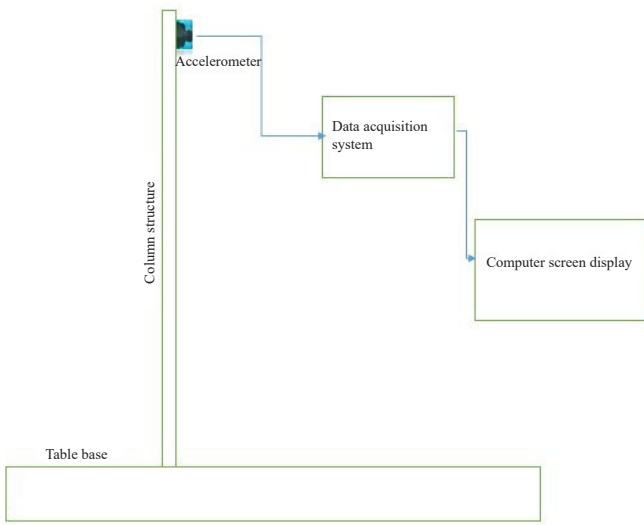 Accelerometer
Data acquisition
system
Column structure
Computer screen display
Table base